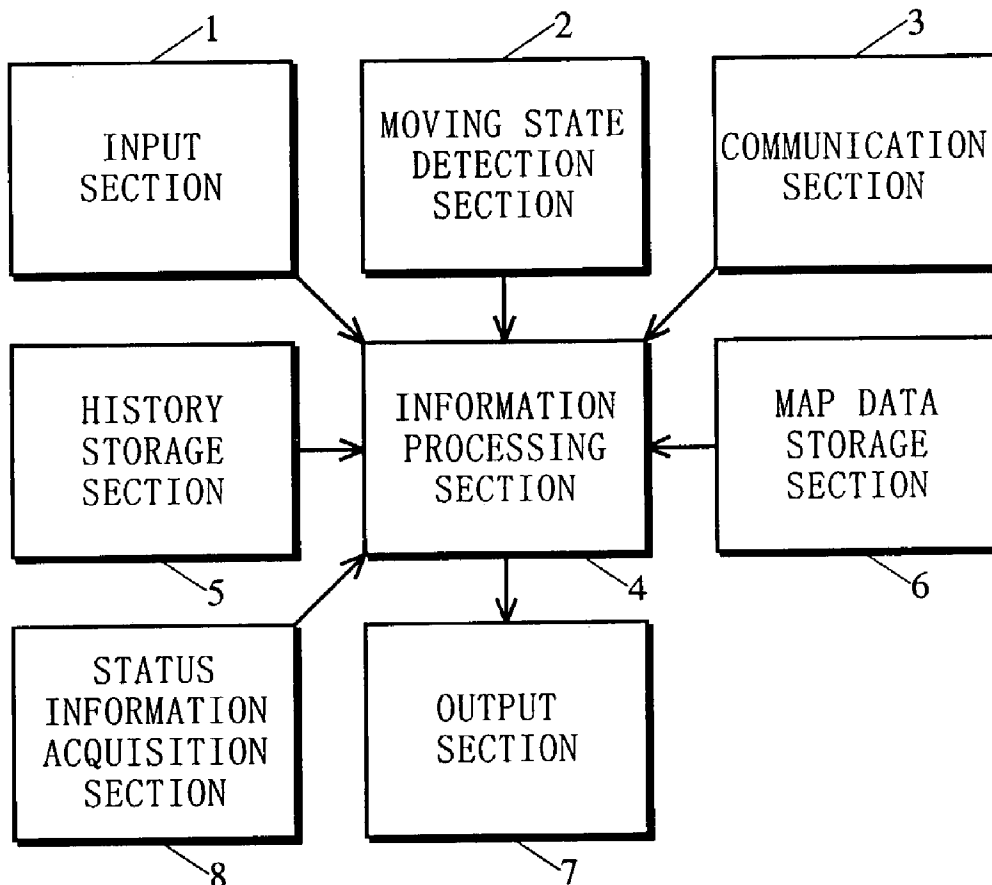 1
2
3
INPUT
SECTION
MOVING STATE
DETECTION
SECTION
COMMUNICATION
SECTION
HISTORY
STORAGE
SECTION
INFORMATION
PROCESSING
SECTION
MAP DATA
STORAGE
SECTION
5
4
6
STATUS
INFORMATION
ACQUISITION
SECTION
OUTPUT
SECTION
8
7